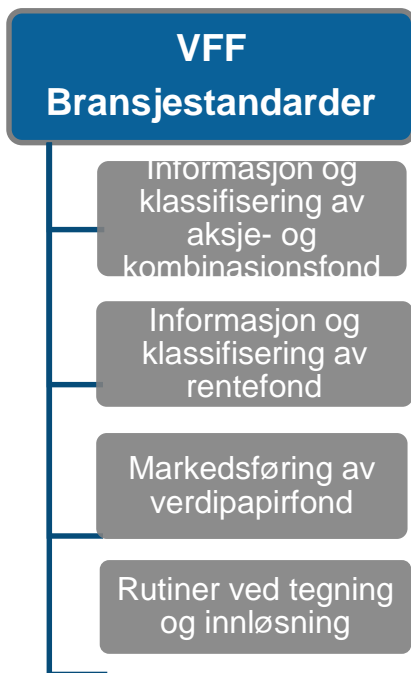 VFF
Bransjestandarder
Informasjon og
klassifisering av
aksje- og
kombinasjonsfond
Informasjon og
klassifisering av
rentefond
Markedsføring av
verdipapirfond
Rutiner ved tegning
og innløsning